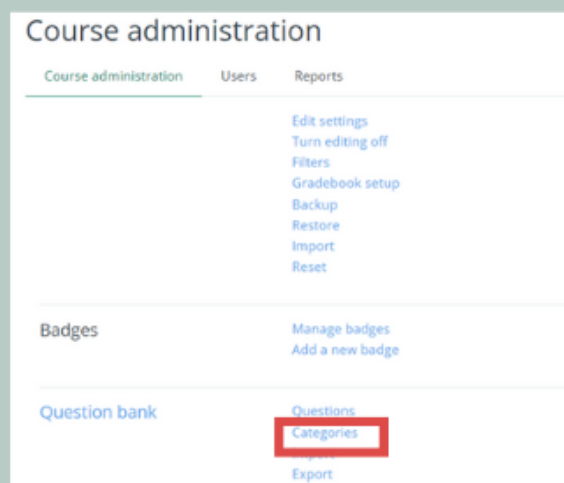 Course administration
Course administration Users Reports
Edit settings
Turn editing off
Filters
Gradebook setup
Backup
Restore
Import
Reset
Badges Manage badges
Add a new badge
Question bank Questions
Categories
Export